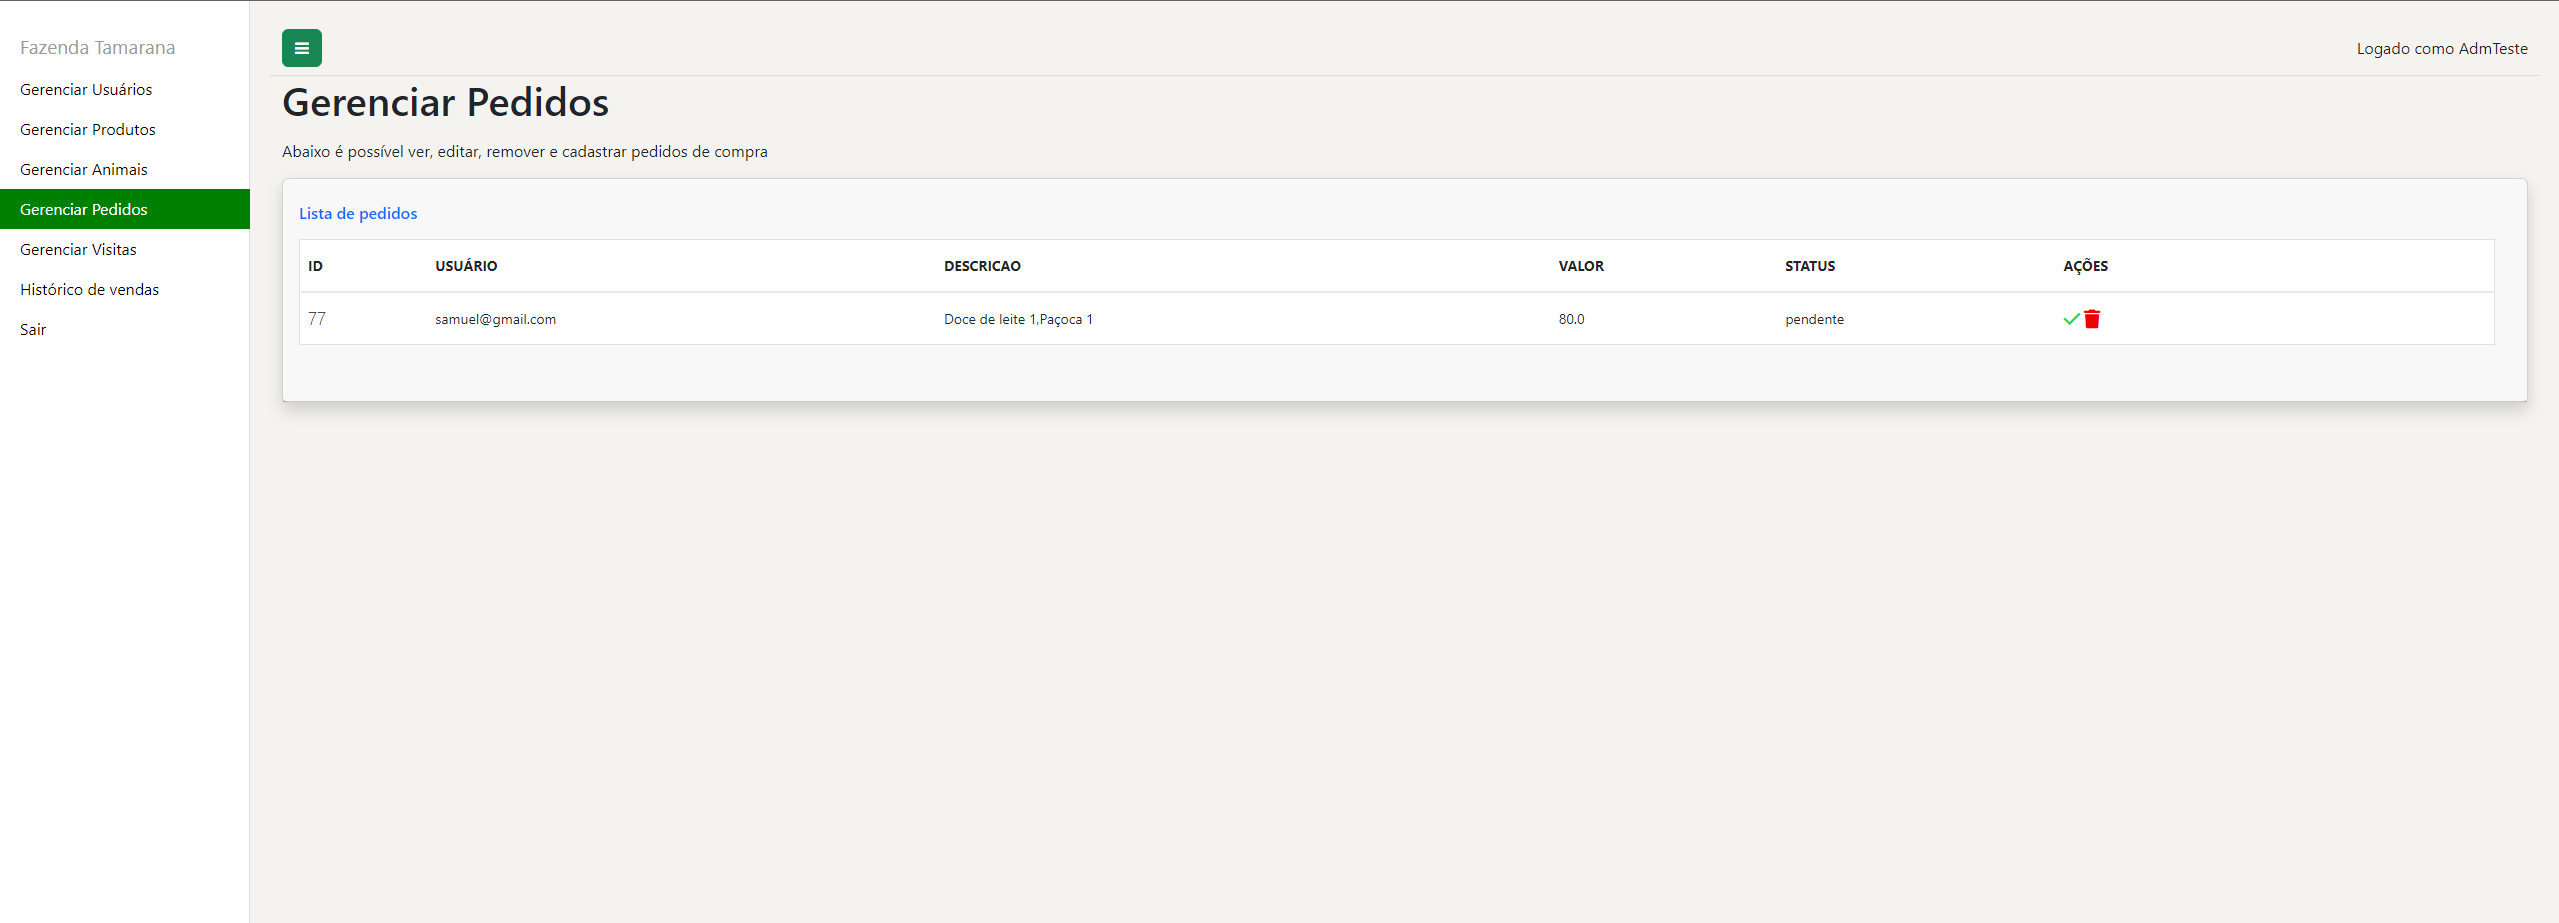 Fazenda Tamarana
Gerenciar Usuários
Gerenciar Produtos
Gerenciar Animais
Gerenciar Pedidos
Gerenciar Visitas
Histórico de vendas
Sair
Logado como AdmTeste
Gerenciar Pedidos
Abaixo é possível ver, editar, remover e cadastrar pedidos de compra
Lista de pedidos
ID USUÁRIO DESCRICAO VALOR STATUS AÇÕES
77 samuel@gmail.com Doce de leite 1,Paçoca 1 80.0 pendente